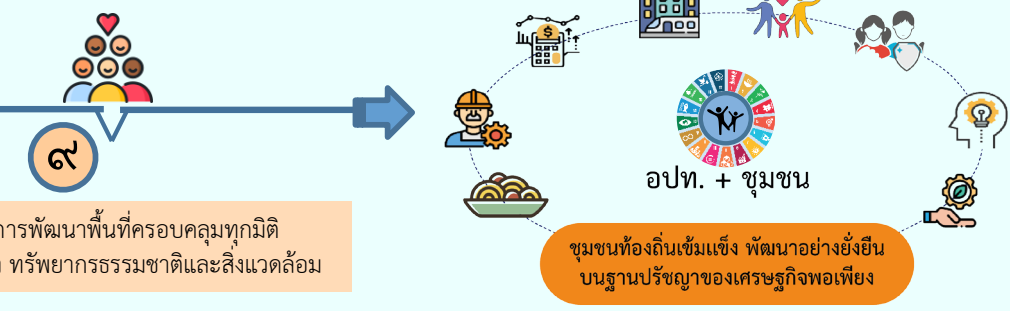 ๙
การพัฒนาพื้นที่ครอบคลุมทุกมิติ
ทรัพยากรธรรมชาติและสิ่งแวดล้อม
อปท. + ชุมชน
ชุมชนท้องถิ่นเข้มแข็ง พัฒนาอย่างยั่งยืน
บนฐานปรัชญาของเศรษฐกิจพอเพียง